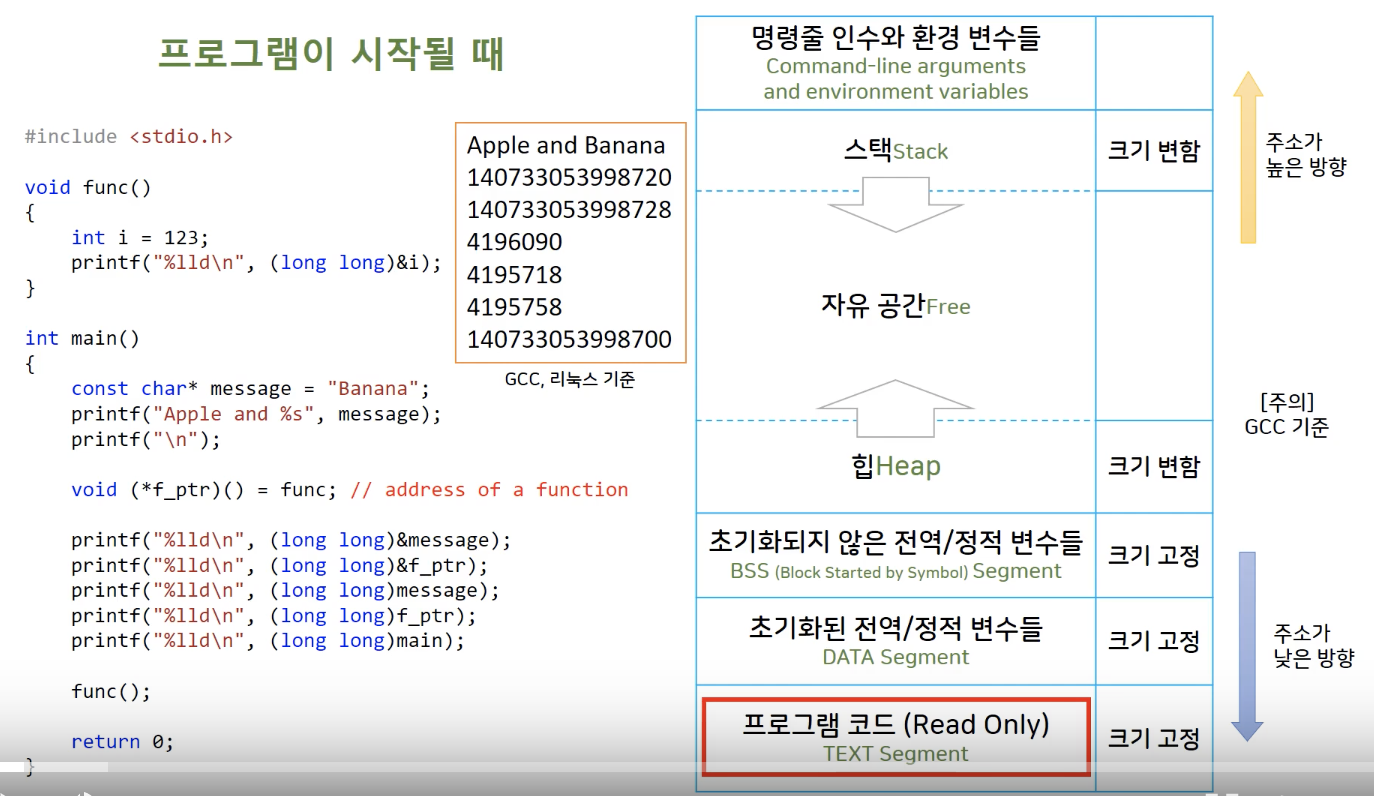 프로그램이 시작될 때
#include <stdio.h>
void func()
{
    int i = 123;
    printf("%lld\n", (long long)&i);
}
int main()
{
    const char* message = "Banana";
    printf("Apple and %s", message);
    printf("\n");
    void (*f_ptr)() = func; // address of a function
    printf("%lld\n", (long long)&message);
    printf("%lld\n", (long long)&f_ptr);
    printf("%lld\n", (long long)message);
    printf("%lld\n", (long long)f_ptr);
    printf("%lld\n", (long long)main);
    func();
    return 0;
}
Apple and Banana
140733053998720
140733053998728
4196090
4195718
4195758
140733053998700
GCC, 리눅스 기준
명령줄 인수와 환경 변수들
Command-line arguments
and environment variables
스택Stack
크기 변함
자유 공간Free
힙Heap
크기 변함
초기화되지 않은 전역/정적 변수들
BSS (Block Started by Symbol) Segment
크기 고정
초기화된 전역/정적 변수들
DATA Segment
크기 고정
프로그램 코드 (Read Only)
TEXT Segment
크기 고정
주소가
높은 방향
[주의]
GCC 기준
주소가
낮은 방향